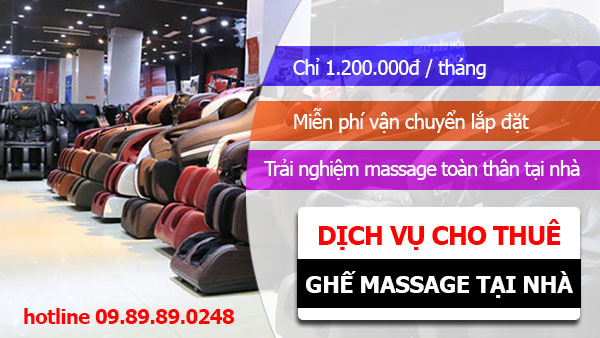 Chỉ 1.200.000đ / tháng
Miễn phí vận chuyển lắp đặt
Trải nghiệm massage toàn thân tại nhà
DỊCH VỤ CHO THUÊ
GHẾ MASSAGE TẠI NHÀ
hotline 09.89.89.0248